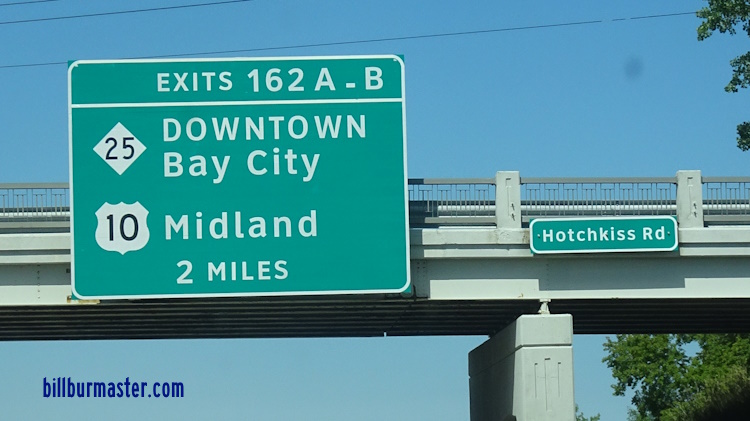 EXITS 162 A - B
25 DOWNTOWN
Bay City
10 Midland
2 MILES
Hotchkiss Rd
billburmaster.com